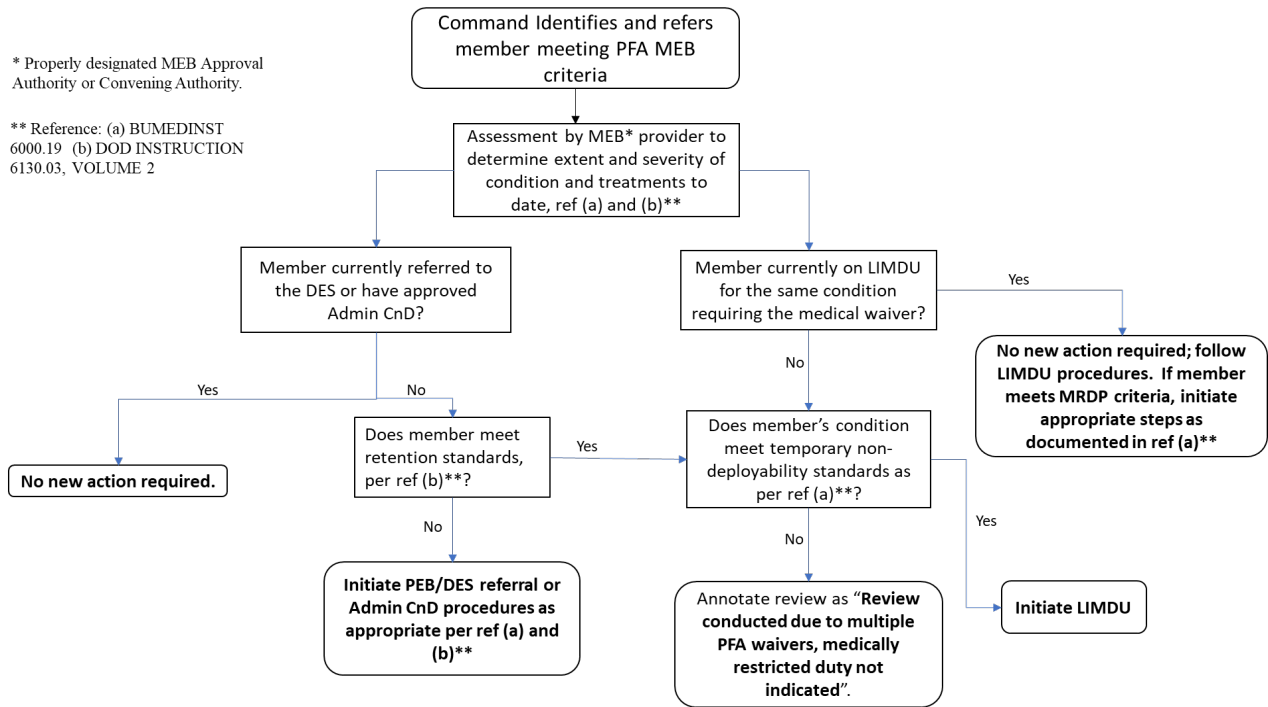 Command Identifies and refers
member meeting PFA MEB
criteria
* Properly designated MEB Approval
Authority or Convening Authority.
** Reference: (a) BUMEDINST
6000.19 (b) DOD INSTRUCTION
6130.03, VOLUME 2
Assessment by MEB* provider to
determine extent and severity of
condition and treatments to
date, ref (a) and (b)**
Member currently referred to
the DES or have approved
Admin CnD?
Member currently on LIMDU
for the same condition
requiring the medical waiver?
Yes
No new action required; follow
LIMDU procedures. If member
meets MRDP criteria, initiate
appropriate steps as
documented in ref (a)**
No
Yes
No
No new action required.
Does member meet
retention standards,
per ref (b)**?
Yes
Does member’s condition
meet temporary non-
deployability standards as
per ref (a)**?
No
No
Yes
Initiate PEB/DES referral or
Admin CnD procedures as
appropriate per ref (a) and
(b)**
Annotate review as “Review
conducted due to multiple
PFA waivers, medically
restricted duty not
indicated”.
Initiate LIMDU